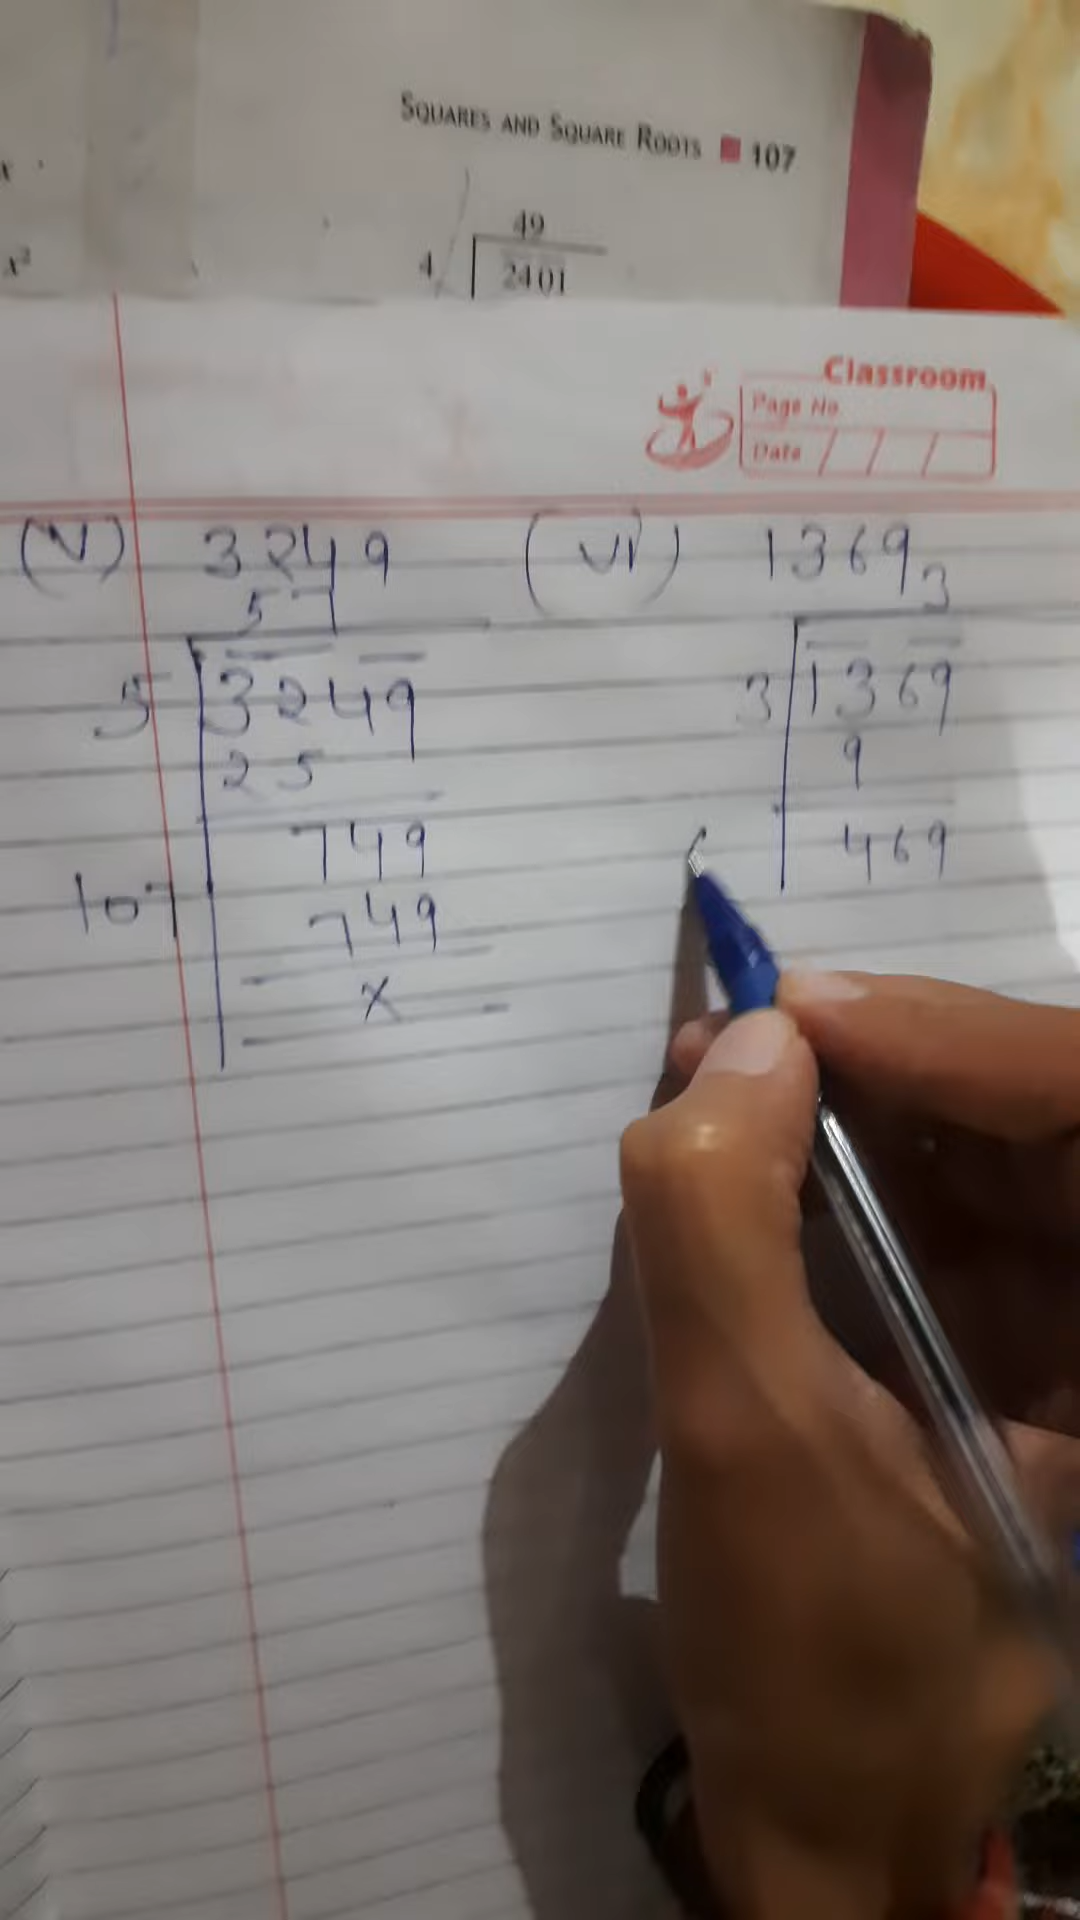 SQUARES AND SQUARE ROOTS ■ 107
x²
49
4 2401
Classroom
Page No.
Date / / /
(V) 3249
57
5 3249
25
749
107
749
x
(vi) 1369
3
3 1369
9
469